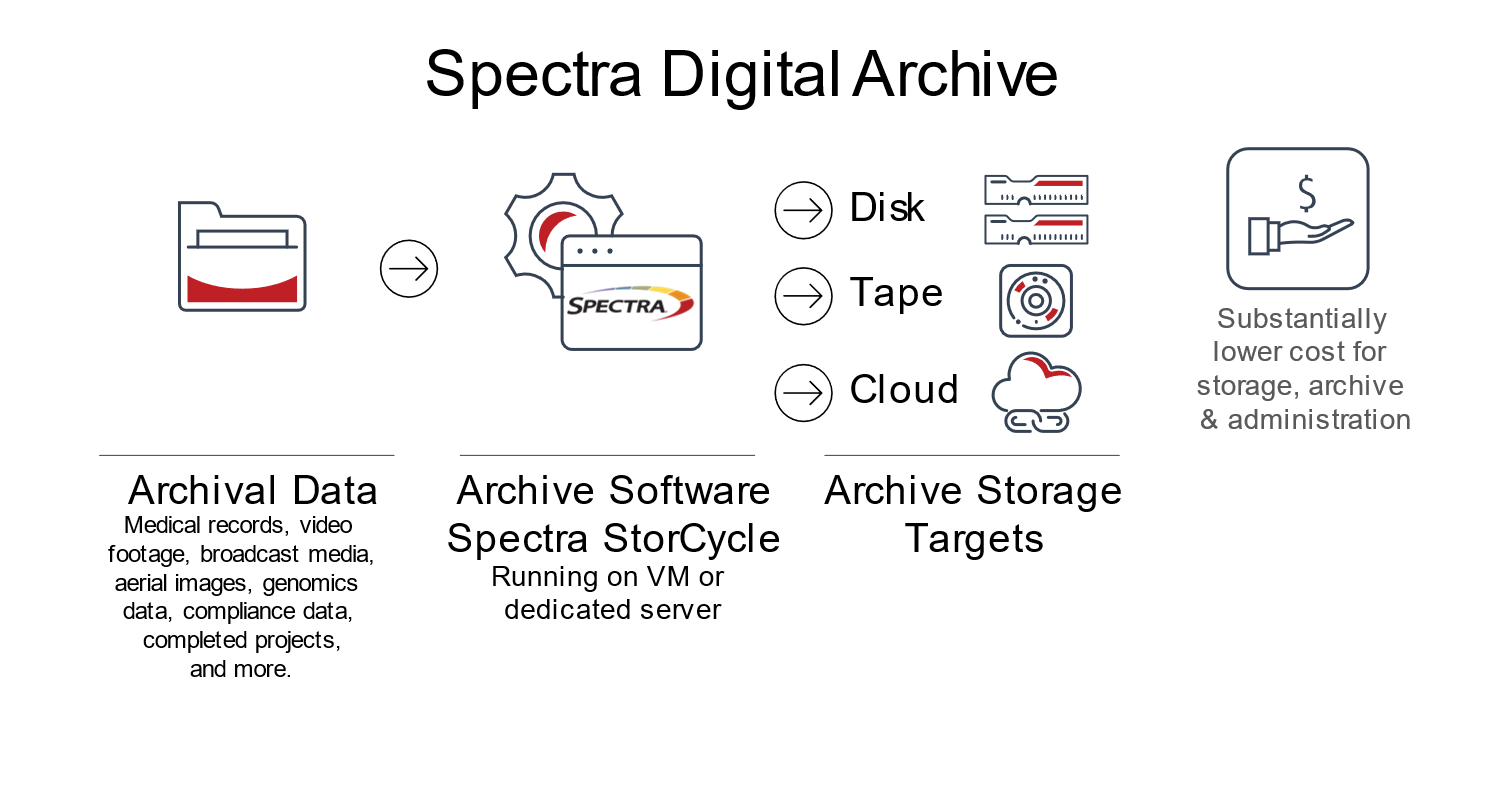 Spectra Digital Archive
Disk
Tape
Cloud
SPECTRA
$
Substantially
lower cost for
storage, archive
& administration
Archival Data
Medical records, video
footage, broadcast media,
aerial images, genomics
data, compliance data,
completed projects,
and more.
Archive Software
Spectra StorCycle
Running on VM or
dedicated server
Archive Storage
Targets